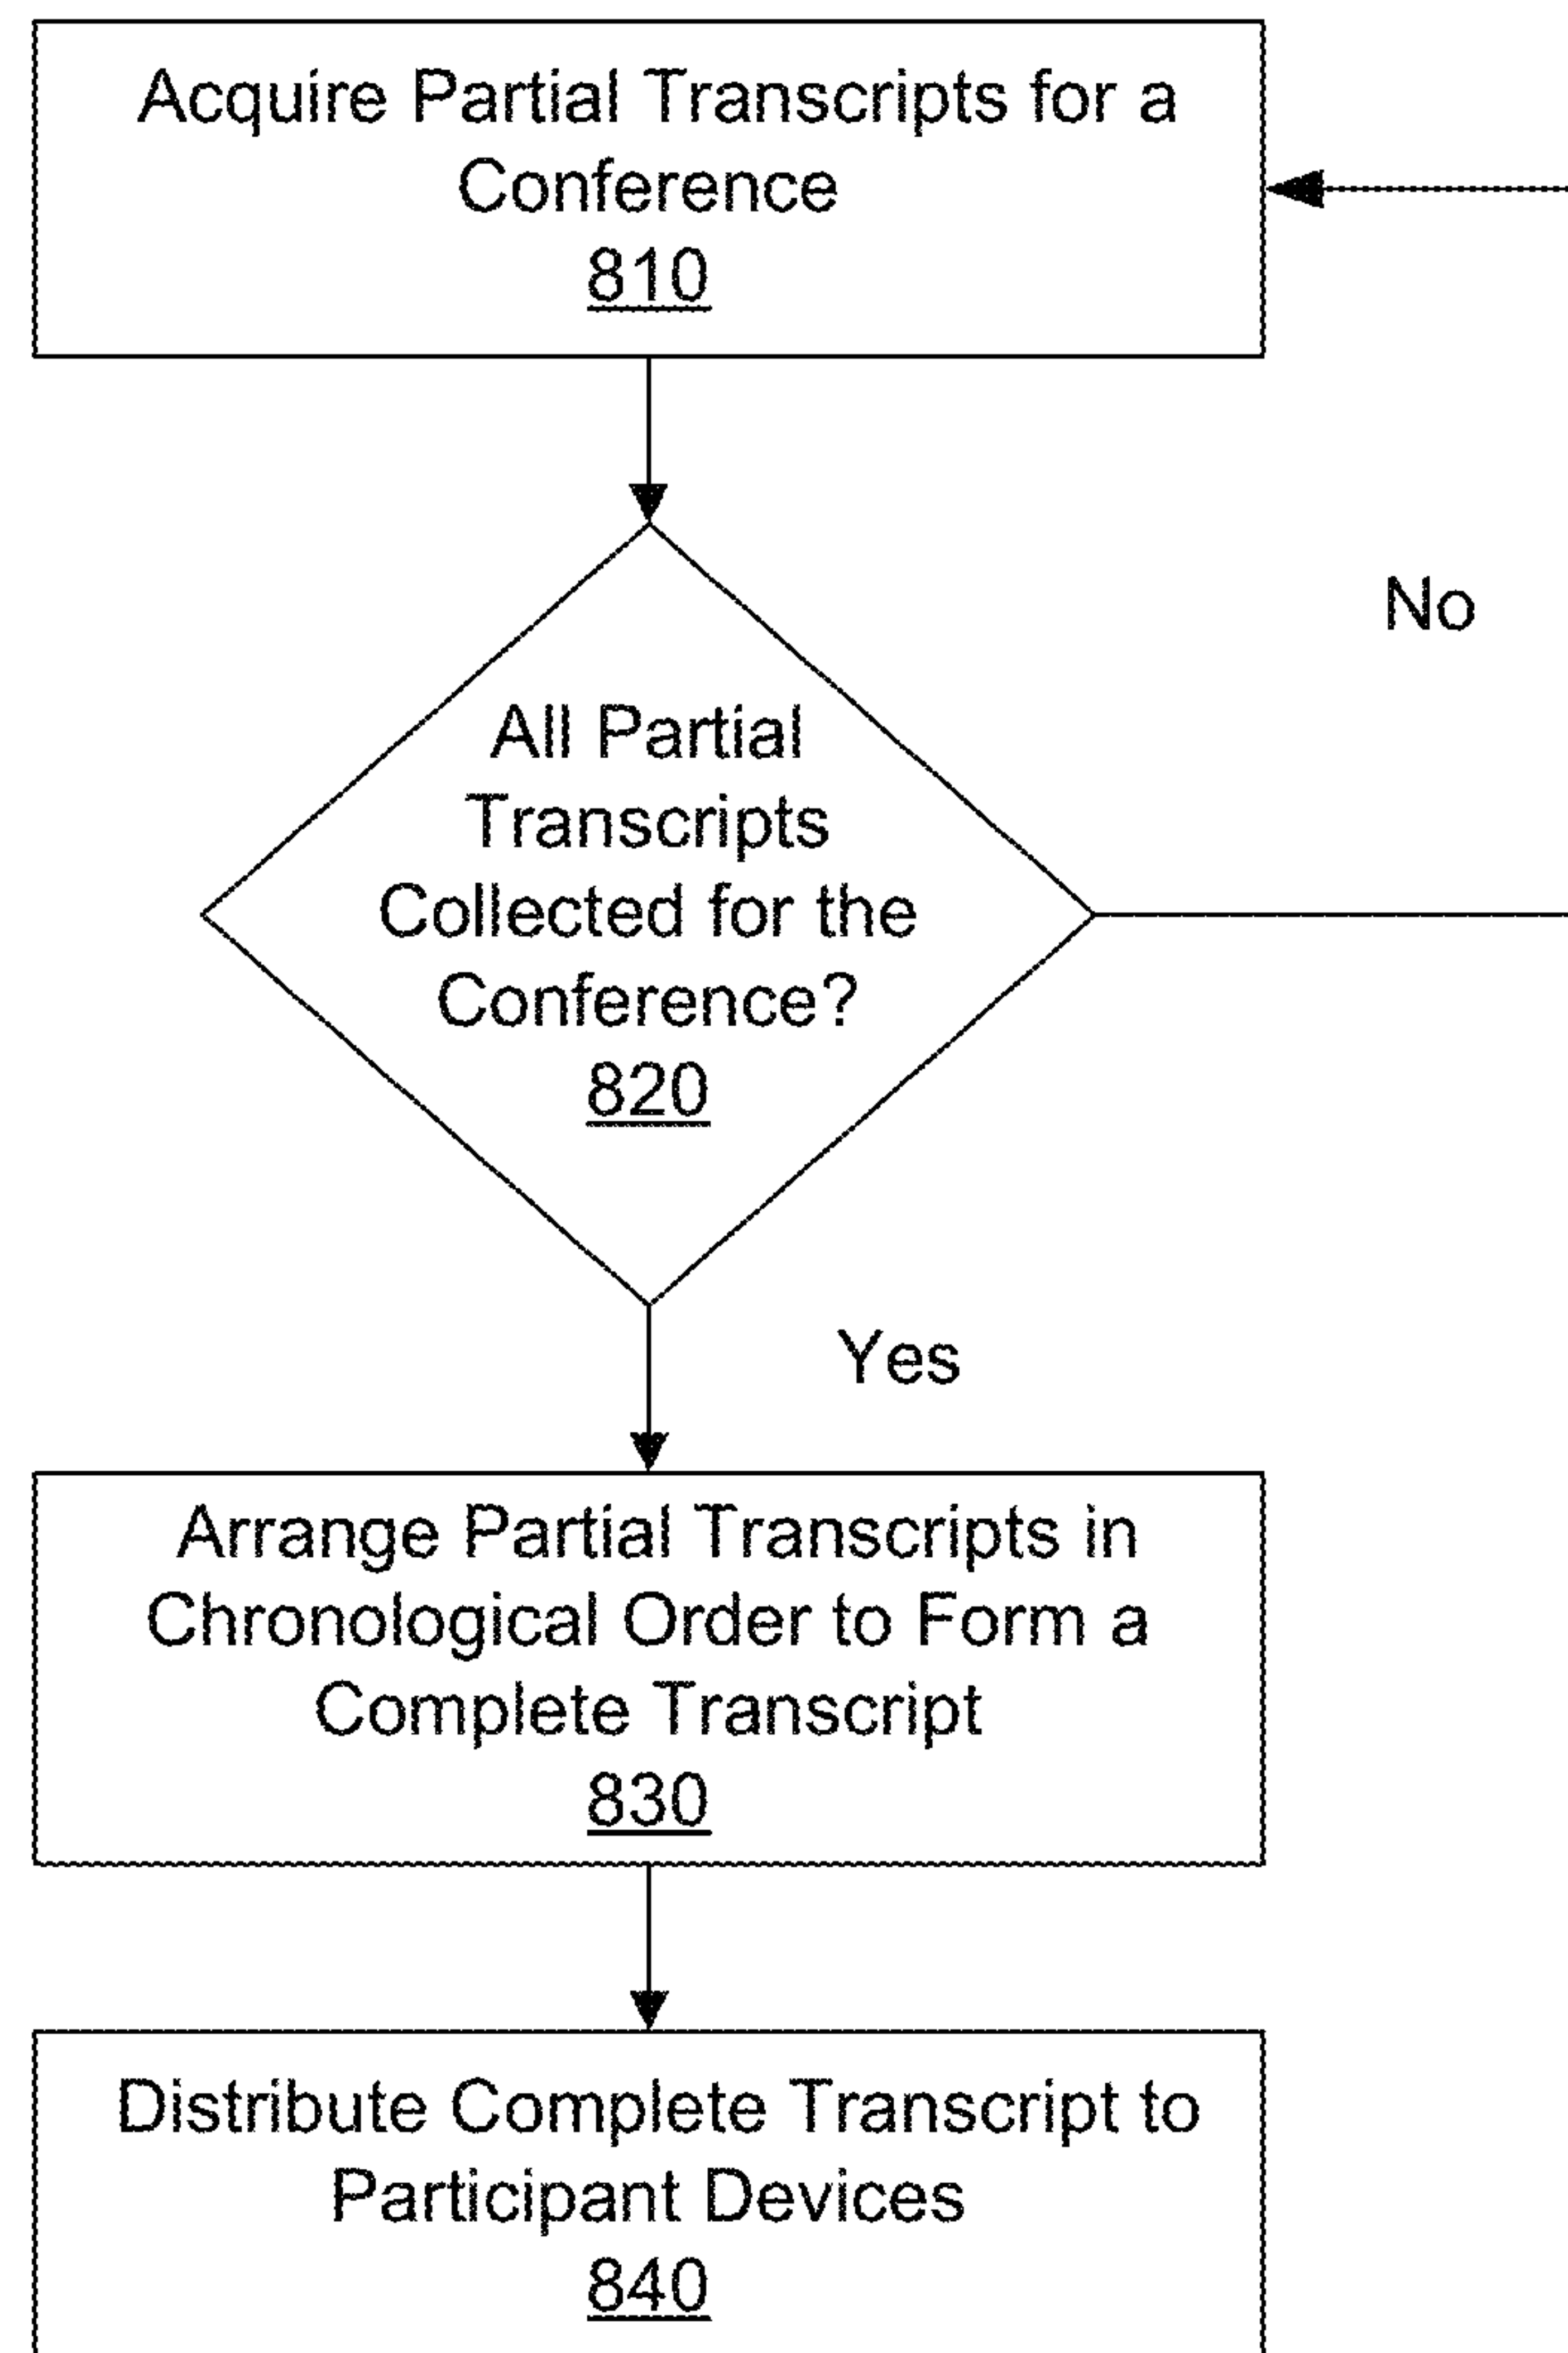 Acquire Partial Transcripts for a
Conference
810
No
All Partial
Transcripts
Collected for the
Conference?
820
Yes
Arrange Partial Transcripts in
Chronological Order to Form a
Complete Transcript
830
Distribute Complete Transcript to
Participant Devices
840